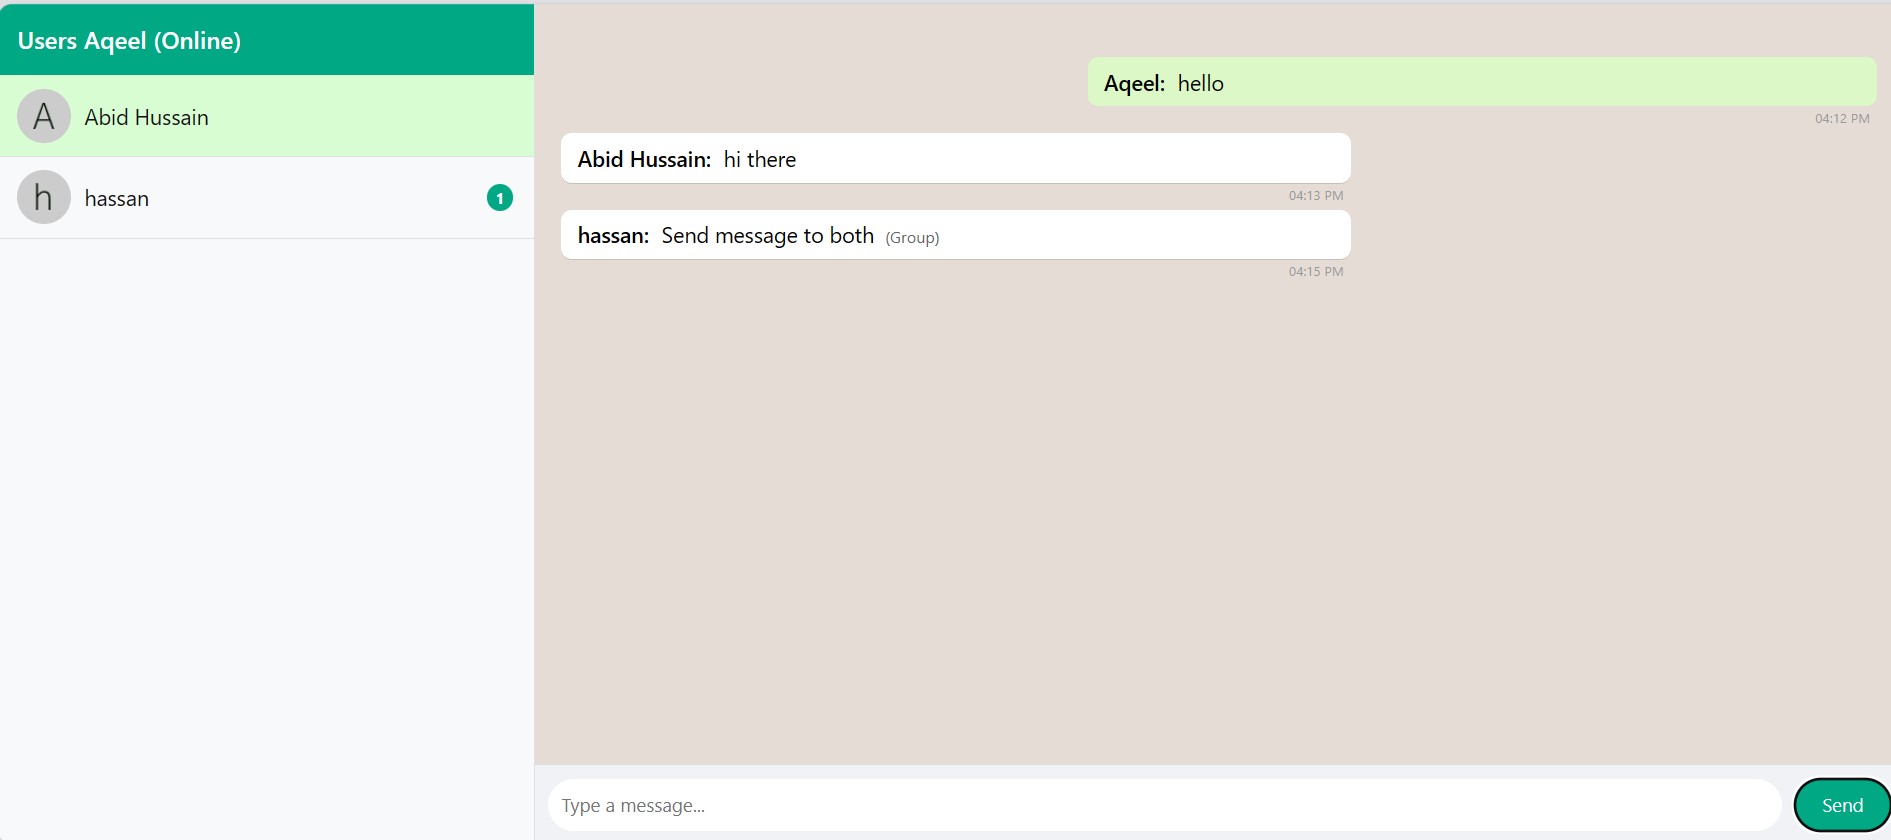 Users Aqeel (Online)
A
Abid Hussain
h
hassan
1
Aqeel: hello
04:12 PM
Abid Hussain: hi there
04:13 PM
hassan: Send message to both (Group)
04:15 PM
Type a message...
Send